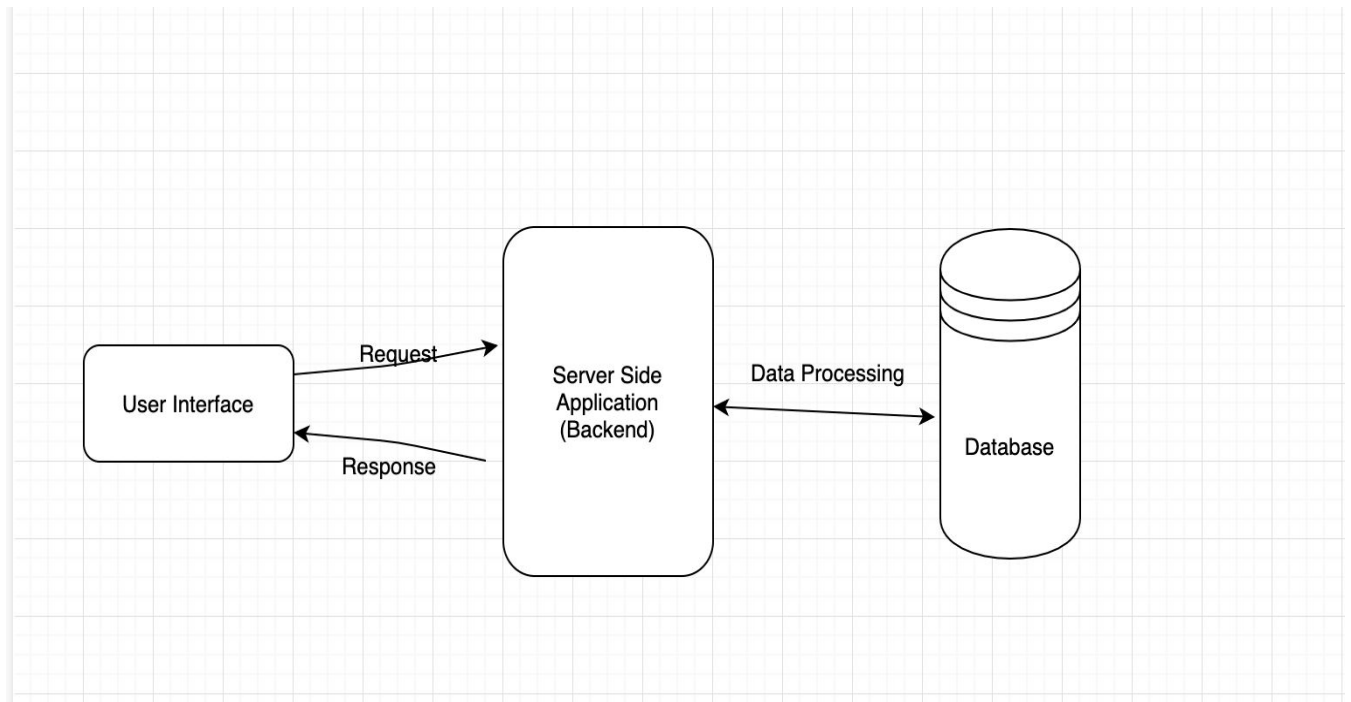 User Interface
Request
Response
Server Side
Application
(Backend)
Data Processing
Database